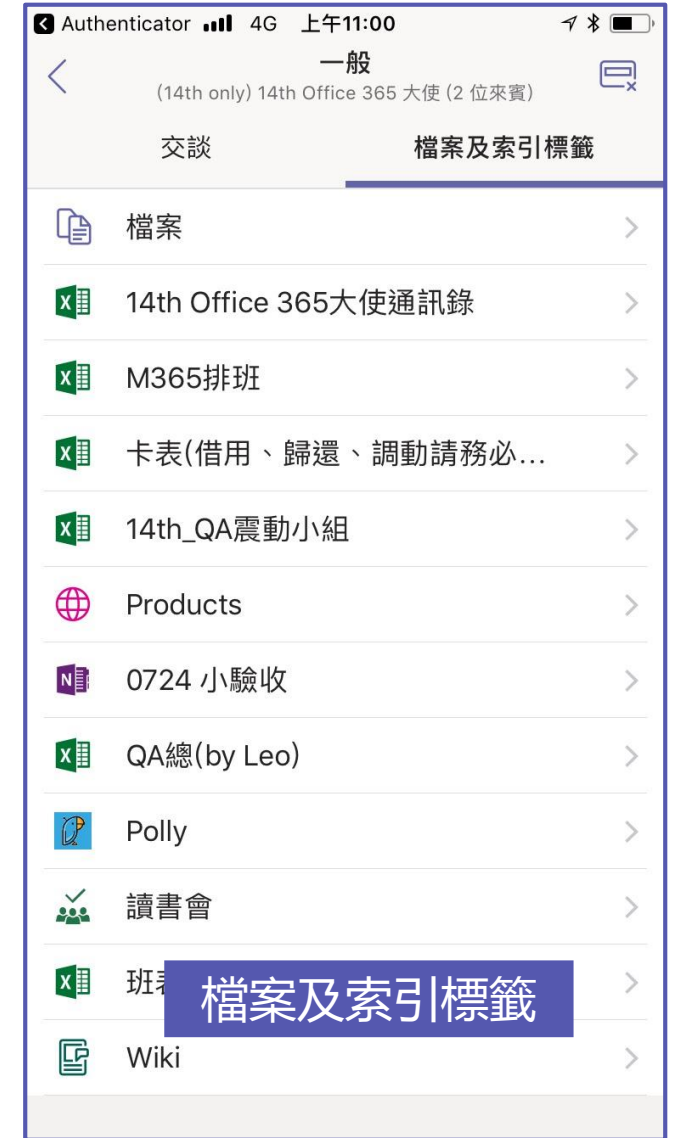 Authenticator 4G 上午11:00
一般
(14th only) 14th Office 365 大使 (2 位來賓)
交談 檔案及索引標籤
檔案
14th Office 365大使通訊錄
M365排班
卡表(借用、歸還、調動請務必...
14th_QA震動小組
Products
0724 小驗收
QA總(by Leo)
Polly
讀書會
班
檔案及索引標籤
Wiki